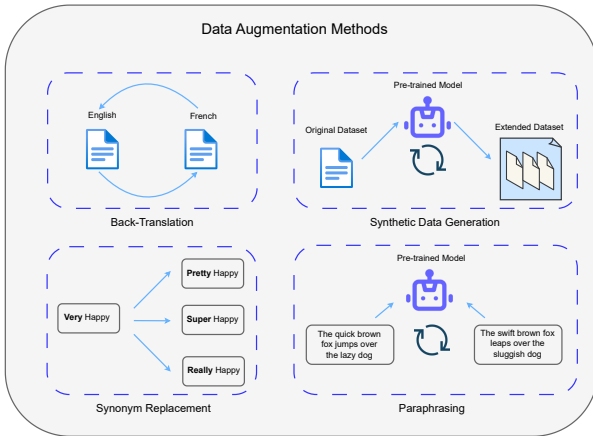 Data Augmentation Methods
English
French
Back-Translation
Pre-trained Model
Original Dataset
Extended Dataset
Synthetic Data Generation
Very Happy
Pretty Happy
Super Happy
Really Happy
Synonym Replacement
Pre-trained Model
The quick brown
fox jumps over
the lazy dog
The swift brown fox
leaps over the
sluggish dog
Paraphrasing